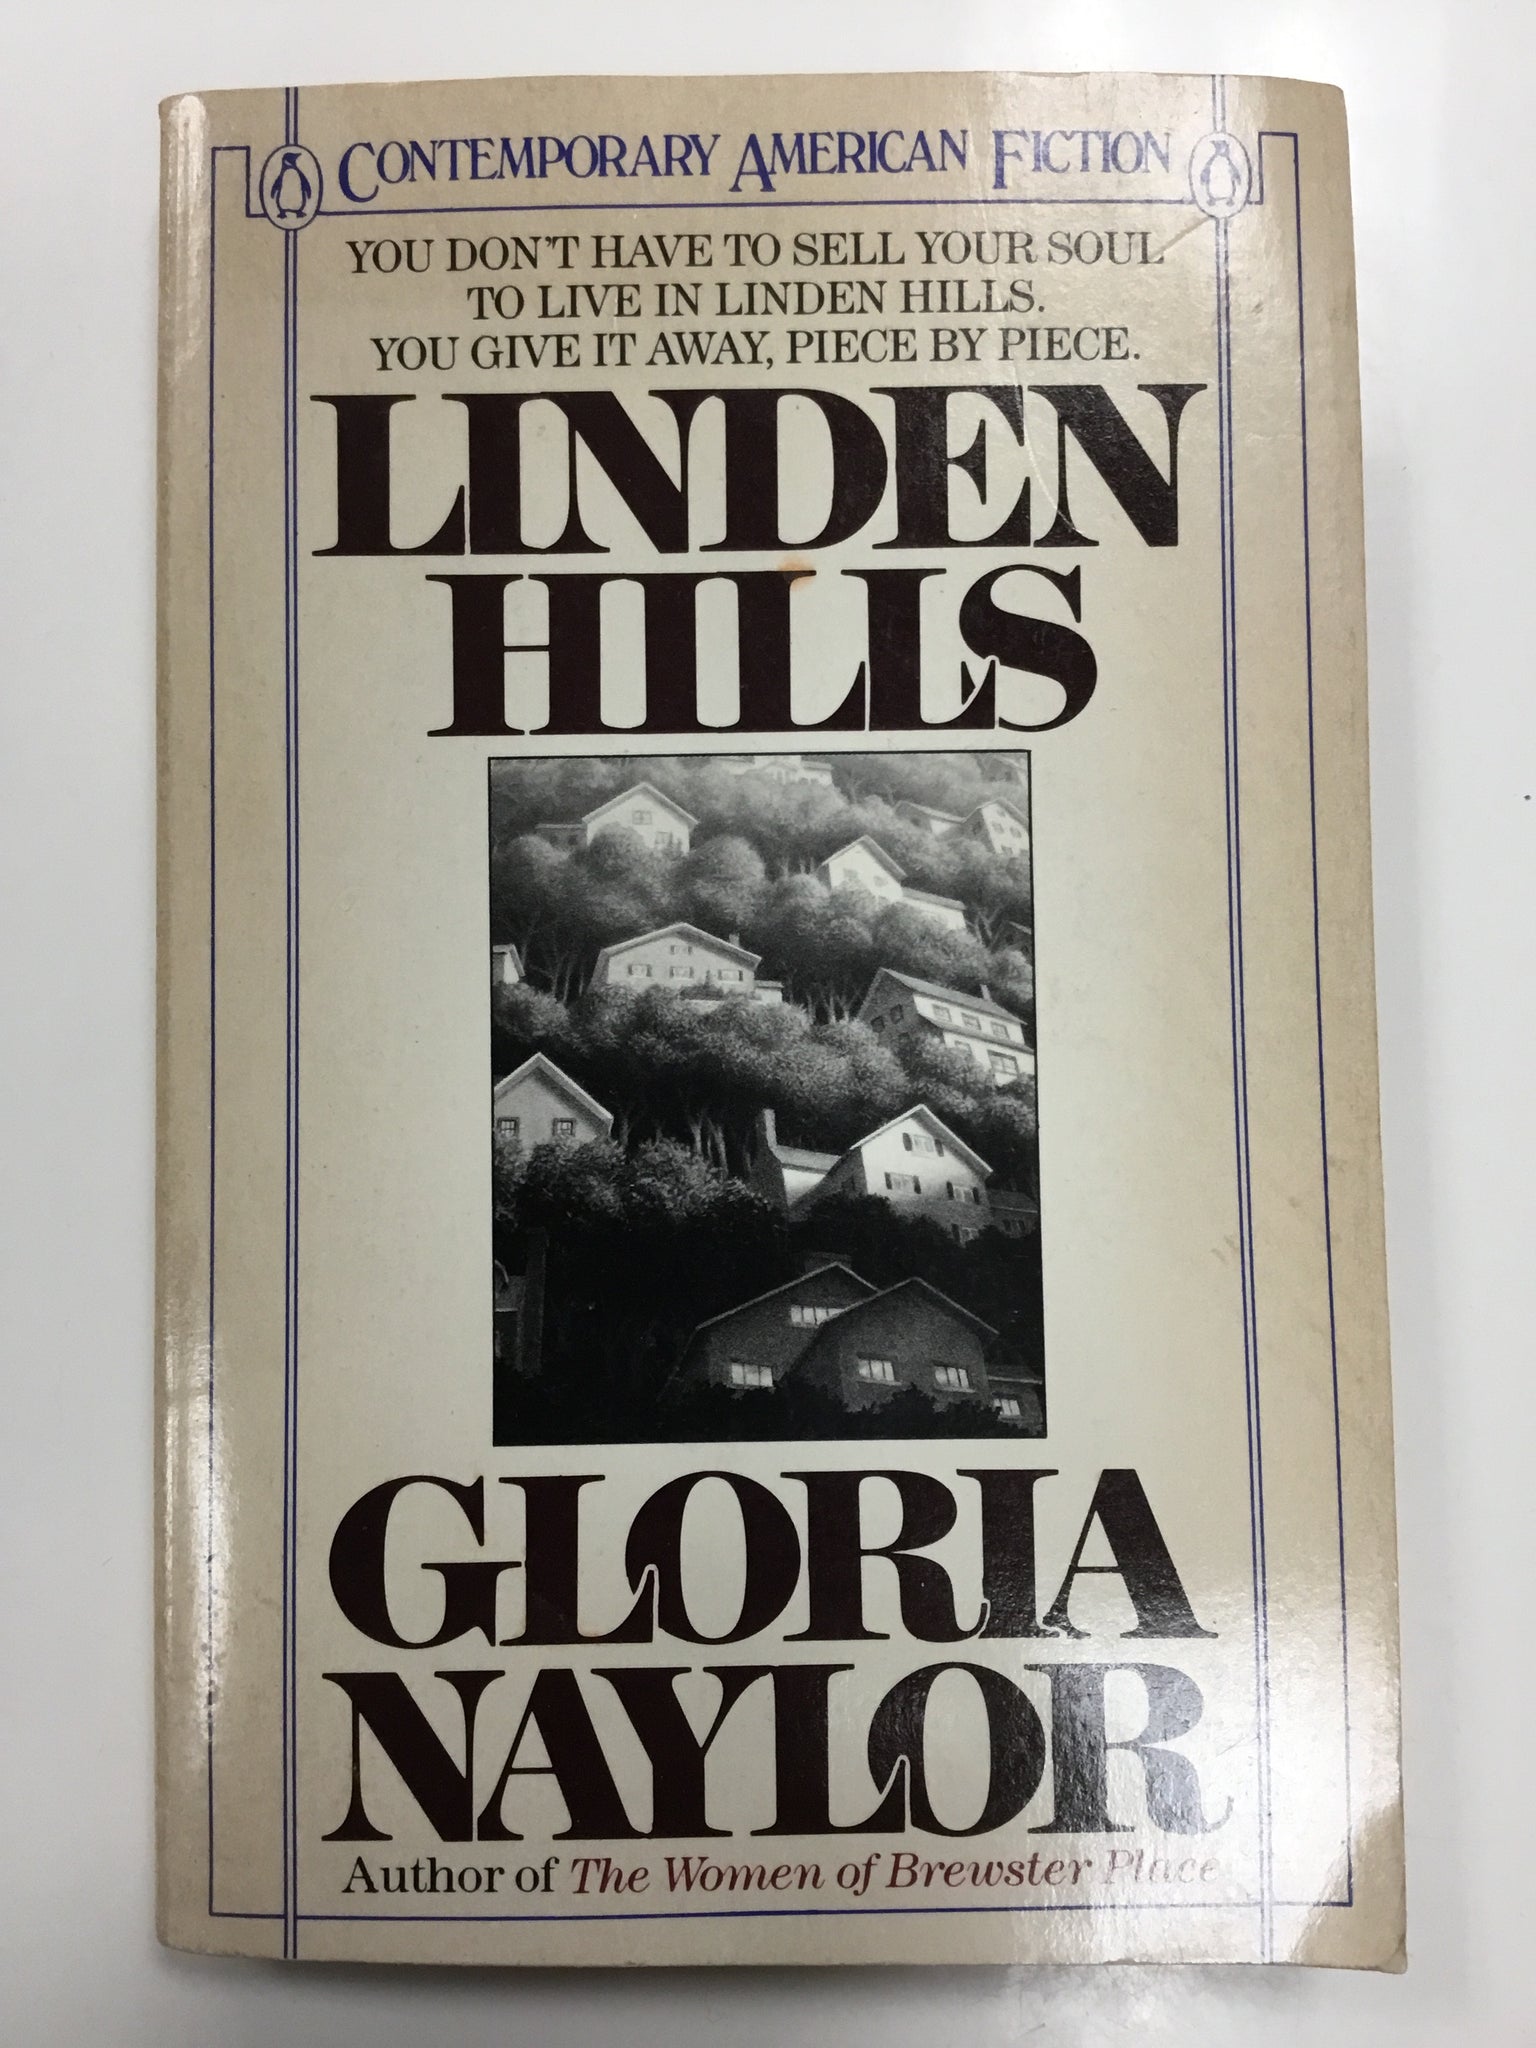 CONTEMPORARY AMERICAN FICTION
YOU DON'T HAVE TO SELL YOUR SOUL
TO LIVE IN LINDEN HILLS.
YOU GIVE IT AWAY, PIECE BY PIECE.
LINDEN
HILLS
GLORIA
NAYLOR
Author of The Women of Brewster Place